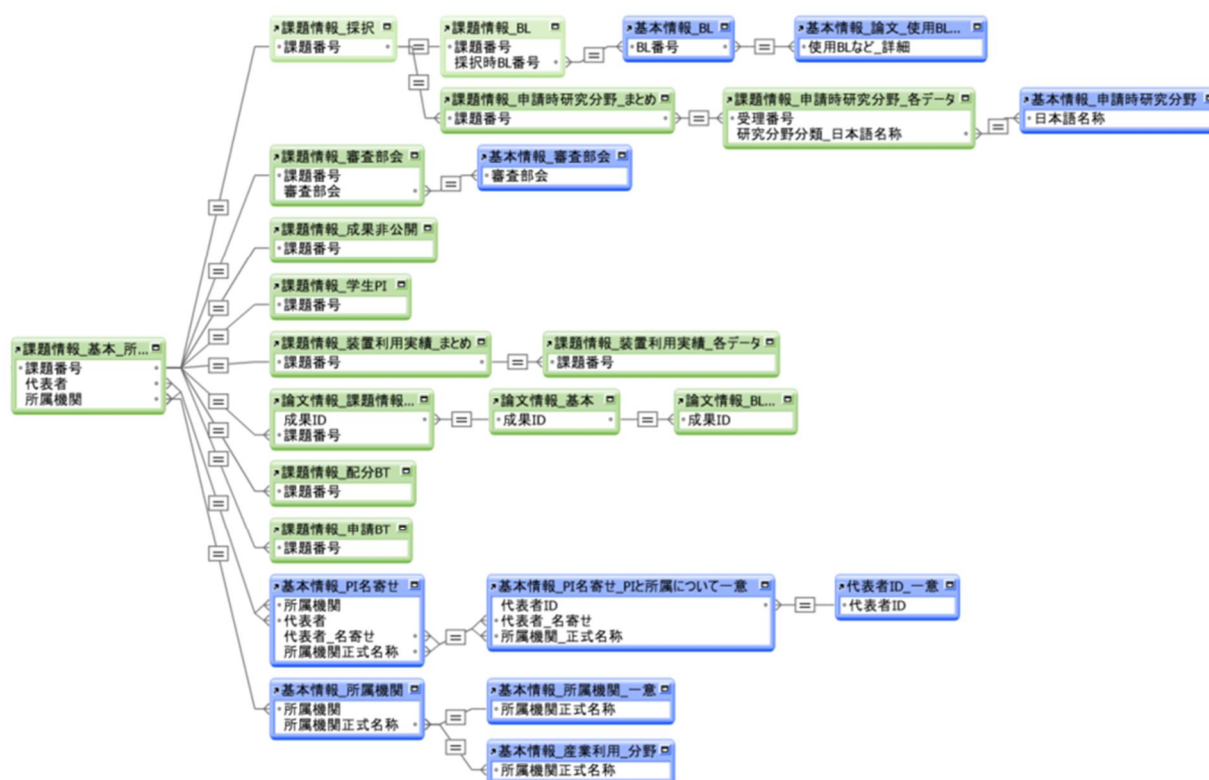 課題情報_採択
課題番号
課題情報_BL
課題番号
採択時BL番号
基本情報_BL
BL番号
基本情報_論文_使用BL...
使用BLなど_詳細
課題情報_申請時研究分野_まとめ
課題番号
課題情報_申請時研究分野_各データ
受理番号
研究分野分類_日本語名称
基本情報_申請時研究分野
日本語名称
課題情報_審査部会
課題番号
審査部会
基本情報_審査部会
審査部会
課題情報_成果非公開
課題番号
課題情報_学生PI
課題番号
課題情報_基本_所...
課題番号
代表者
所属機関
課題情報_装置利用実績_まとめ
課題番号
課題情報_装置利用実績_各データ
課題番号
論文情報_課題情報...
成果ID
課題番号
論文情報_基本
成果ID
論文情報_BL...
成果ID
課題情報_配分BT
課題番号
課題情報_申請BT
課題番号
基本情報_PI名寄せ
所属機関
代表者
代表者_名寄せ
所属機関正式名称
基本情報_PI名寄せ_PIと所属について一意
代表者ID
代表者_名寄せ
所属機関_正式名称
代表者ID_一意
代表者ID
基本情報_所属機関
所属機関
所属機関正式名称
基本情報_所属機関_一意
所属機関正式名称
基本情報_産業利用_分野
所属機関正式名称